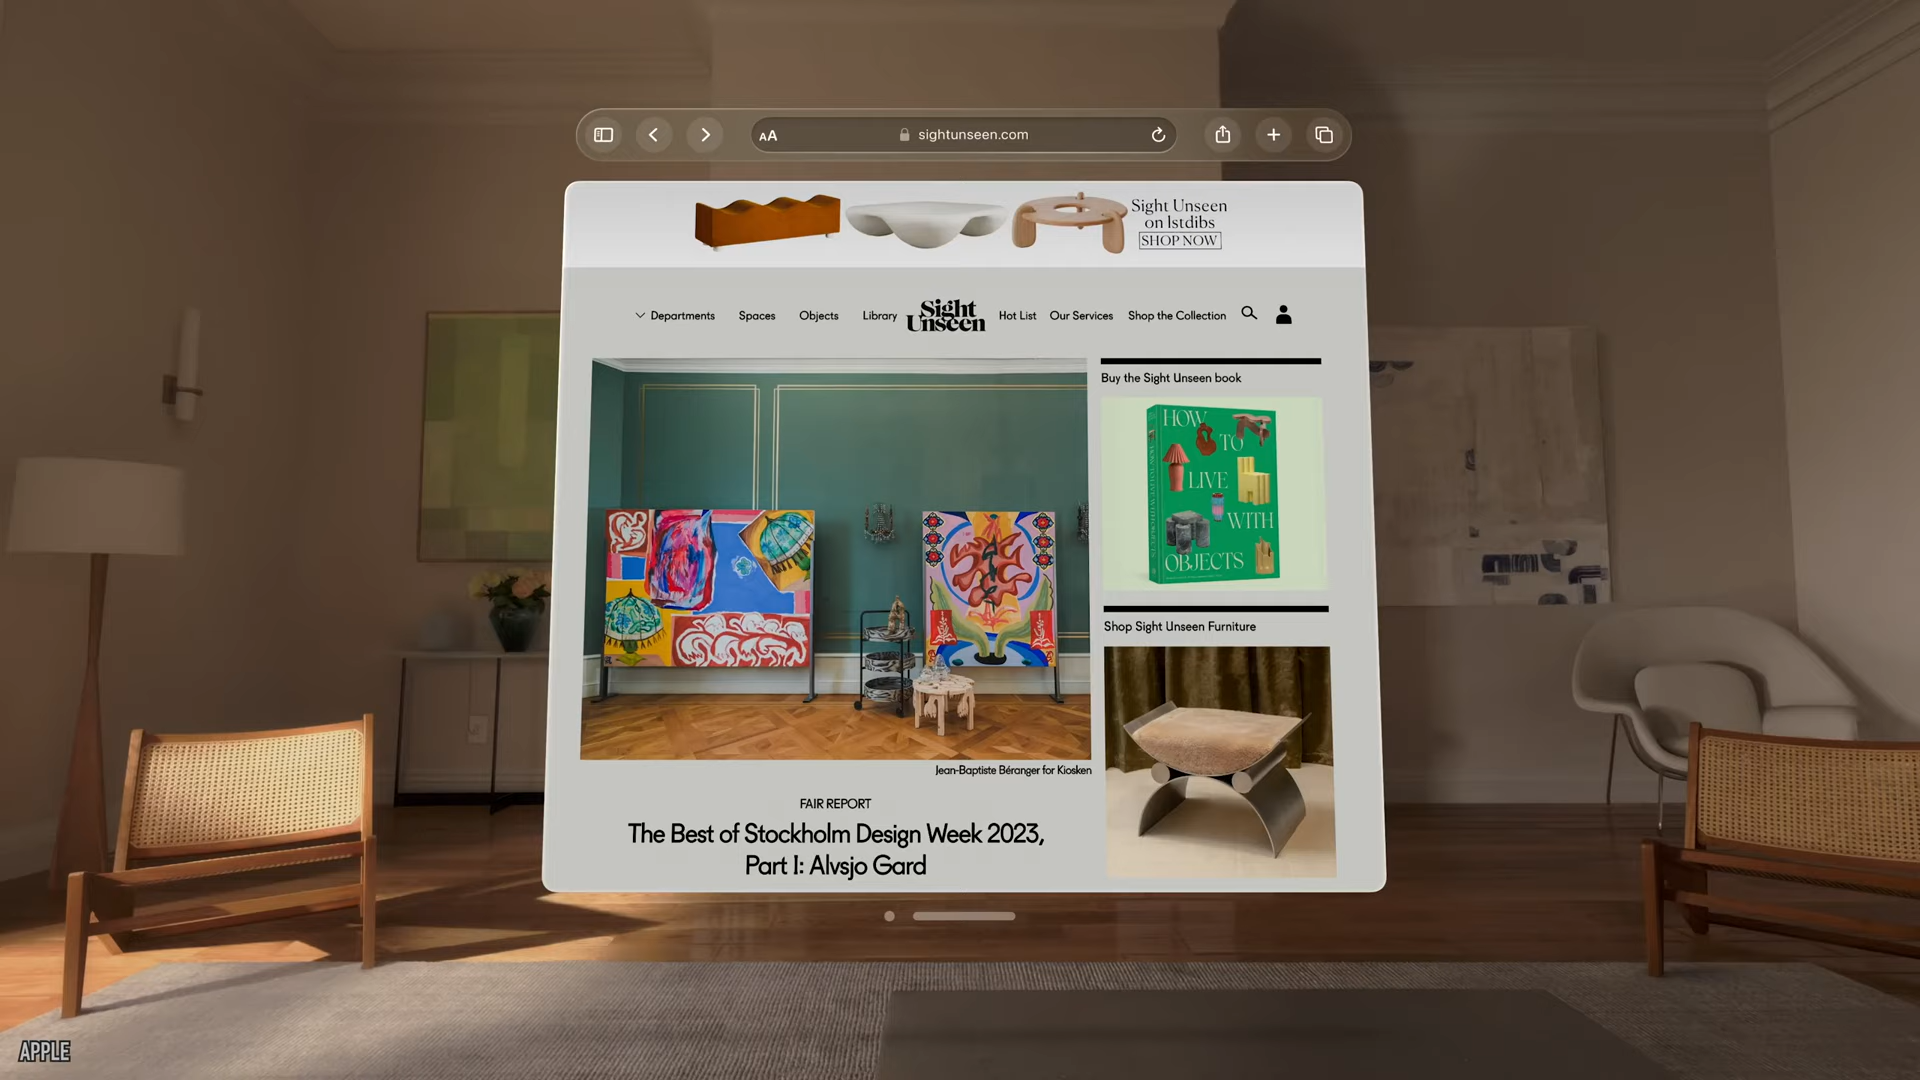 AA
sightunseen.com
Sight Unseen
on 1stdibs
SHOP NOW
Departments
Spaces
Objects
Library
Sight
Unseen
Hot List
Our Services
Shop the Collection
Buy the Sight Unseen book
HOW
TO
LIVE
WITH
OBJECTS
Jean-Baptiste Béranger for Kiosken
FAIR REPORT
The Best of Stockholm Design Week 2023,
Part I: Alvsjo Gard
Shop Sight Unseen Furniture
APPLE